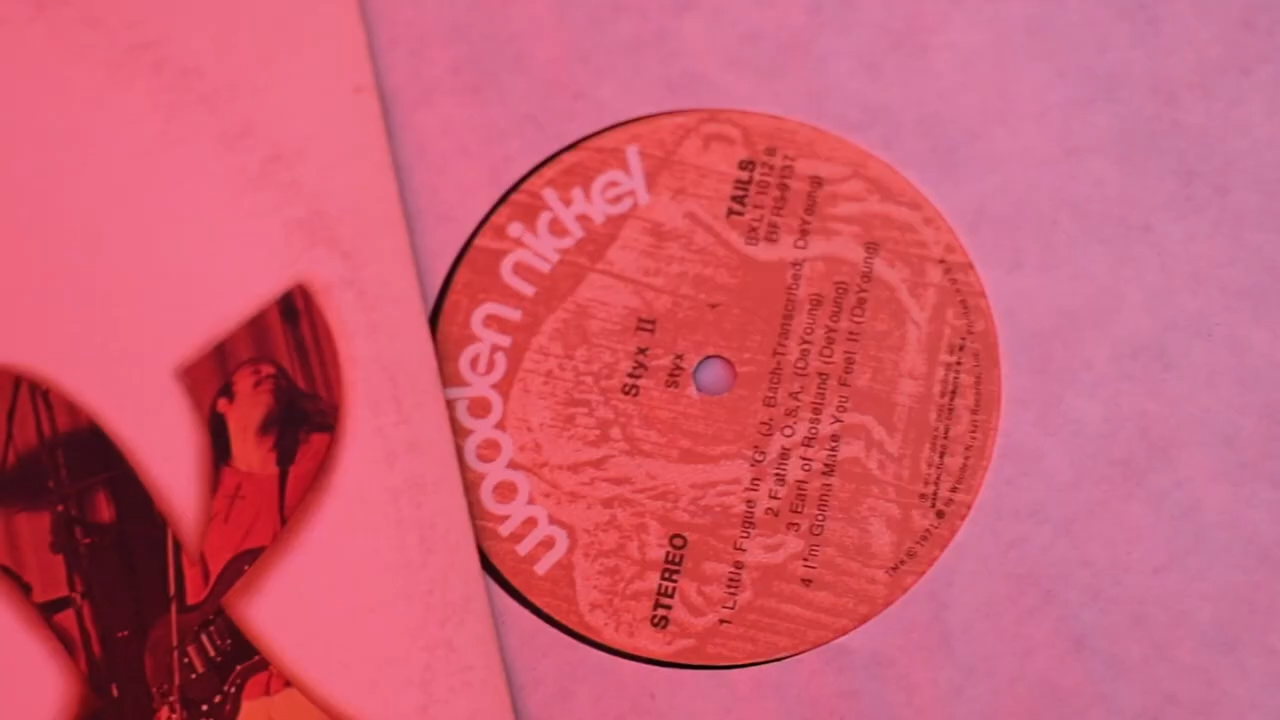 wooden nickel
Styx II
Styx
STEREO
TAILS
BXL1 1012 B
BFRS-9137
1 Little Fugue In 'G' (J. Bach-Transcribed: DeYoung)
2 Father O.S.A. (DeYoung)
3 Earl of Roseland (DeYoung)
4 I'm Gonna Make You Feel It (DeYoung)